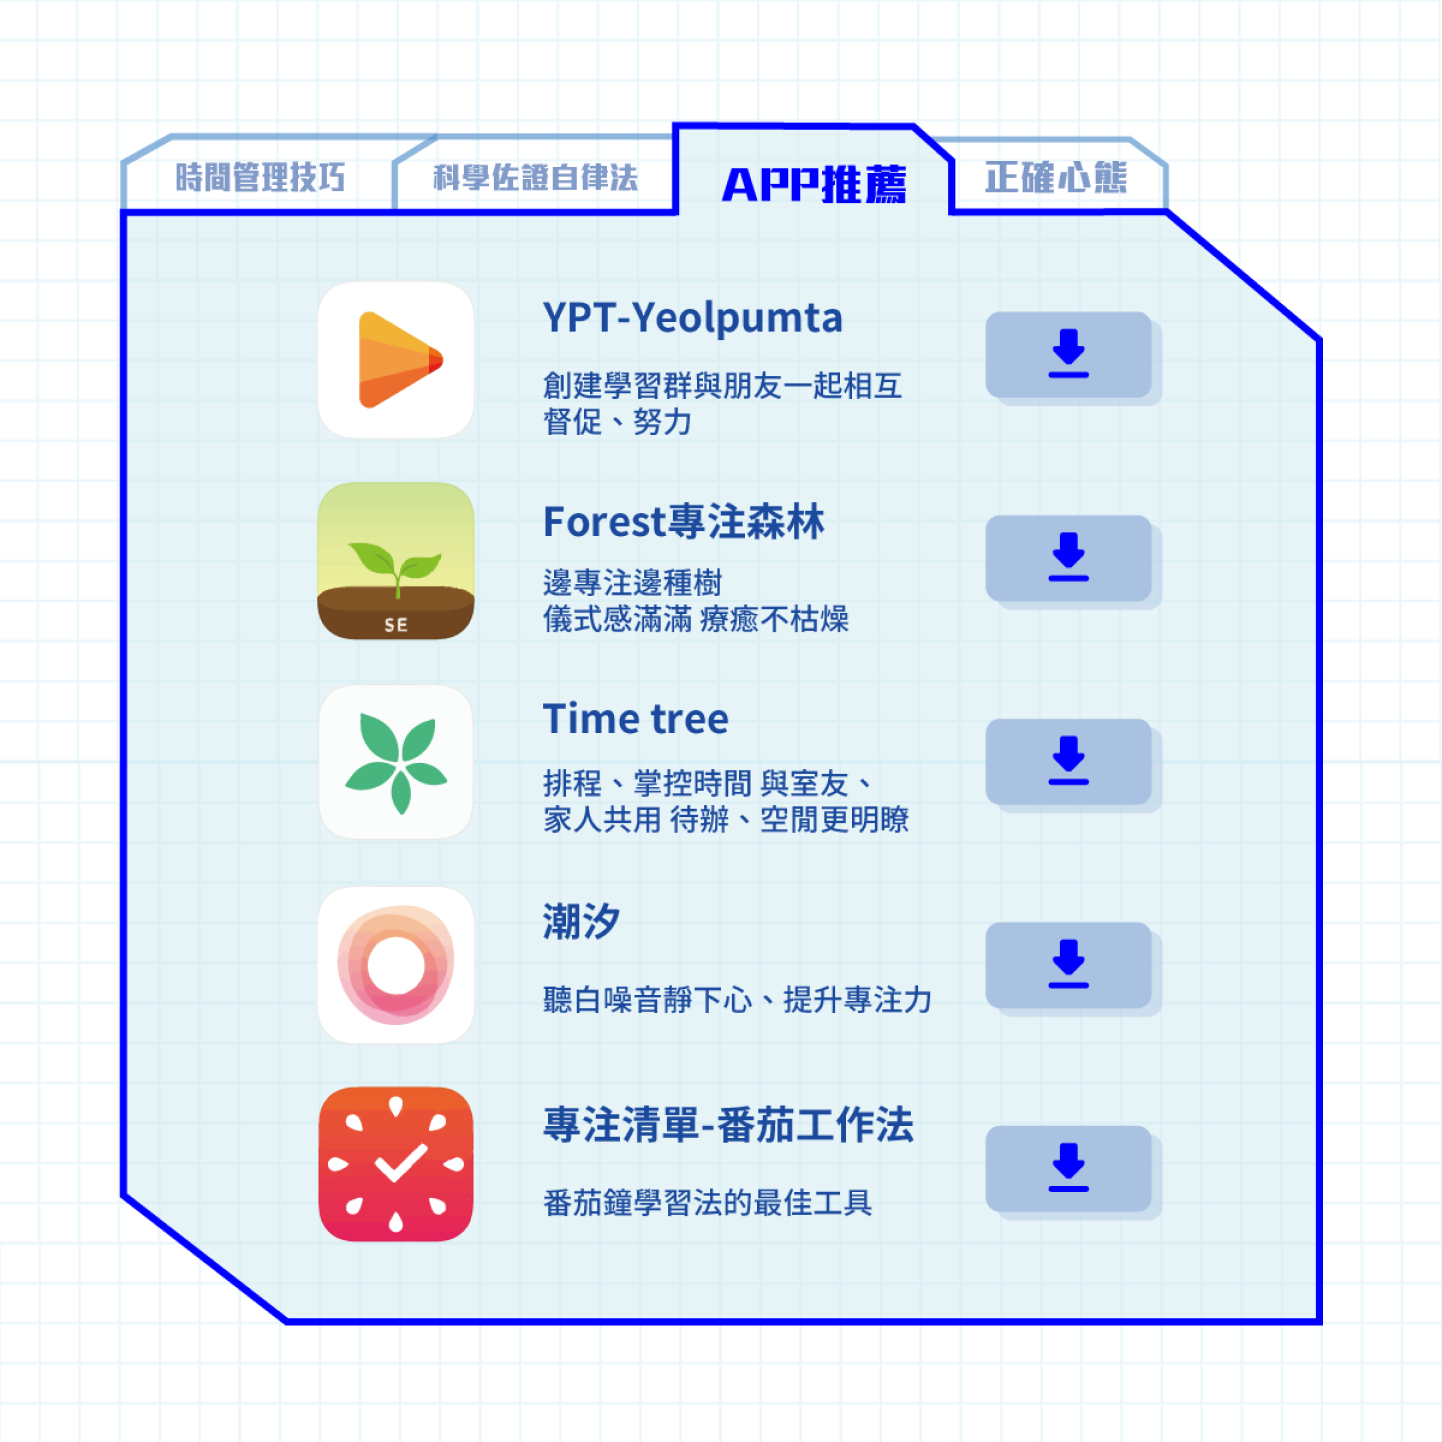 時間管理技巧
科學佐證自律法
APP推薦
正確心態
YPT-Yeolpumta
創建學習群與朋友一起相互
督促、努力
Forest專注森林
邊專注邊種樹
儀式感滿滿 療癒不枯燥
SE
Time tree
排程、掌控時間 與室友、
家人共用 待辦、空閒更明瞭
潮汐
聽白噪音靜下心、提升專注力
專注清單-番茄工作法
番茄鐘學習法的最佳工具